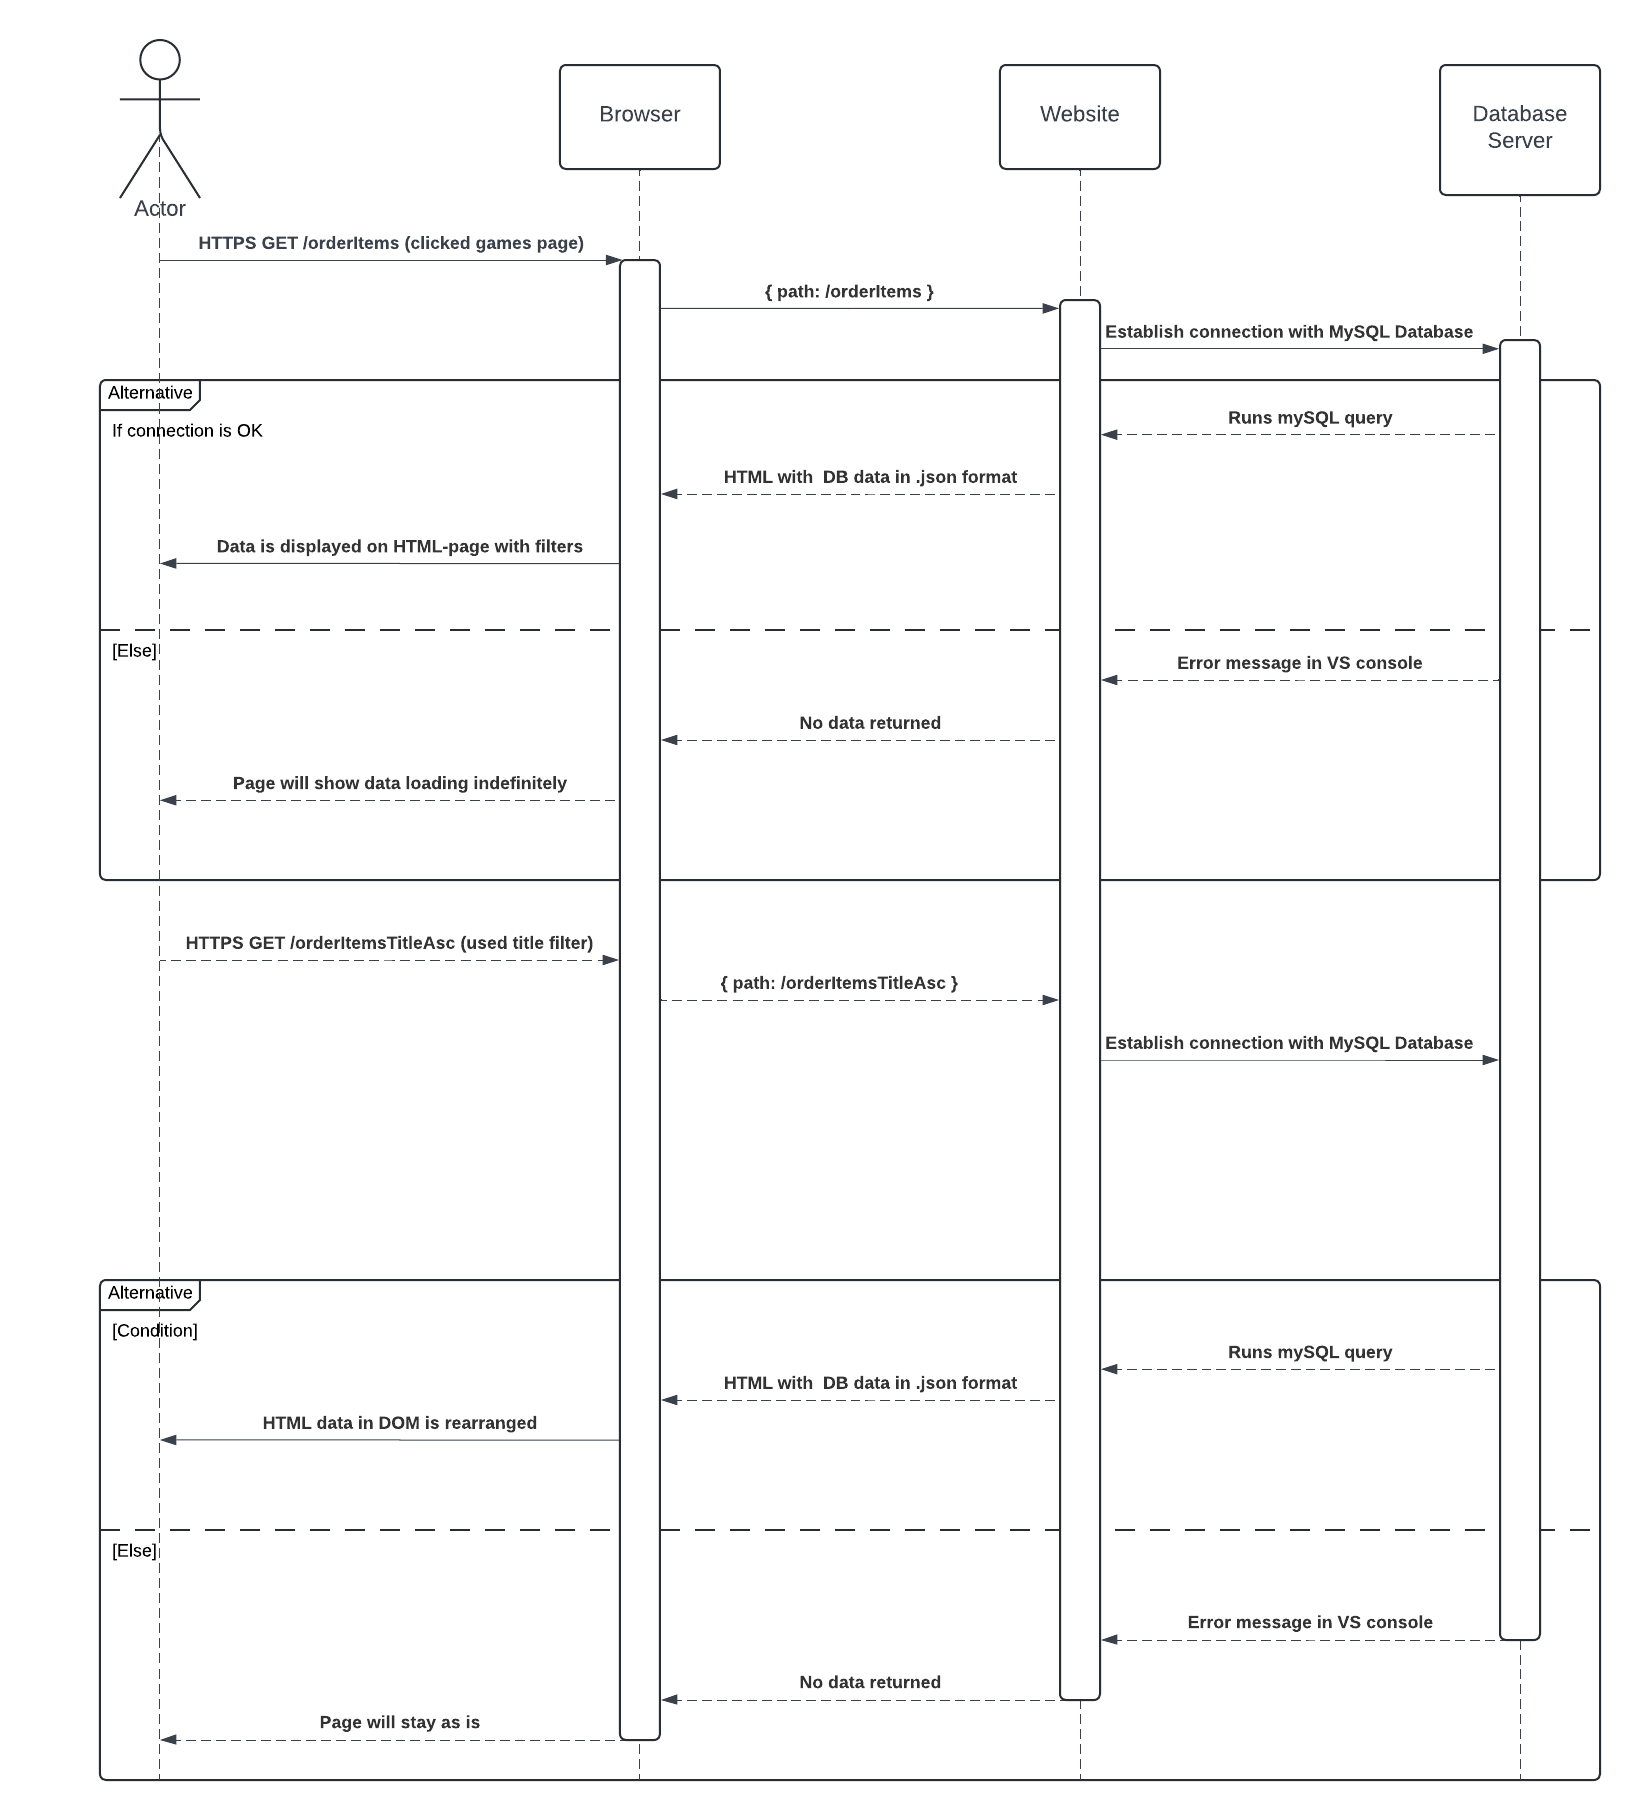 Browser
Website
Database
Server
Actor
HTTPS GET /orderItems (clicked games page)
{ path: /orderItems }
Establish connection with MySQL Database
Alternative
If connection is OK
Runs mySQL query
HTML with  DB data in .json format
Data is displayed on HTML-page with filters
[Else]
Error message in VS console
No data returned
Page will show data loading indefinitely
HTTPS GET /orderItemsTitleAsc (used title filter)
{ path: /orderItemsTitleAsc }
Establish connection with MySQL Database
Alternative
[Condition]
Runs mySQL query
HTML with  DB data in .json format
HTML data in DOM is rearranged
[Else]
Error message in VS console
No data returned
Page will stay as is